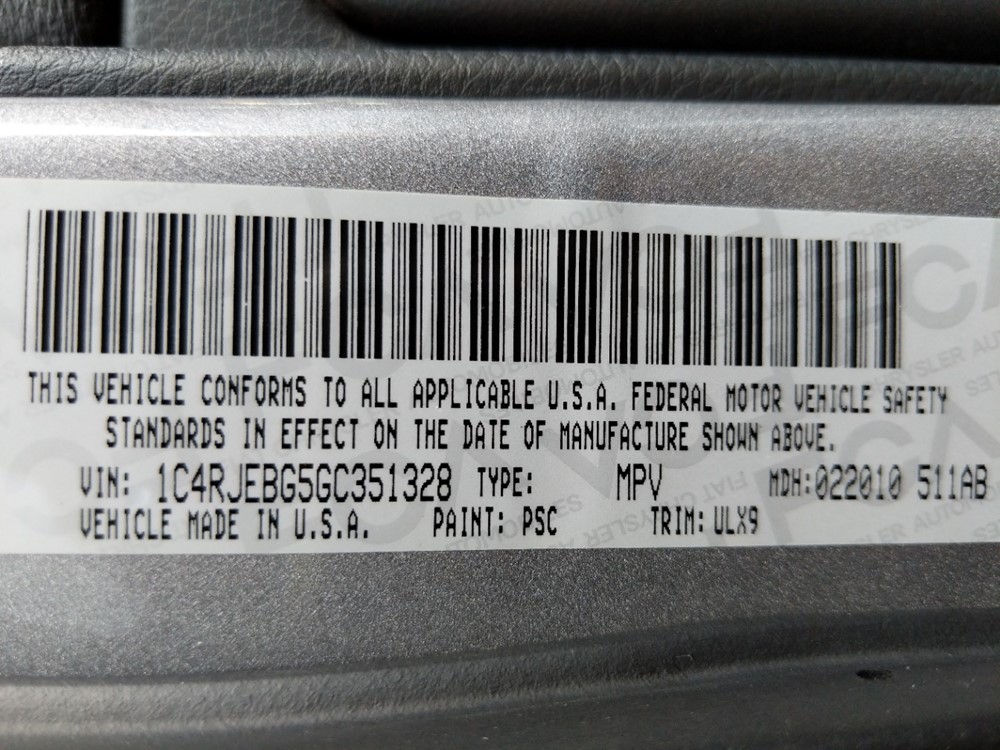 THIS VEHICLE CONFORMS TO ALL APPLICABLE U.S.A. FEDERAL MOTOR VEHICLE SAFETY
STANDARDS IN EFFECT ON THE DATE OF MANUFACTURE SHOWN ABOVE.
VIN: 1C4RJEBG5GC351328 TYPE: MPV MDH:022010 511AB
VEHICLE MADE IN U.S.A. PAINT: PSC TRIM: ULX9